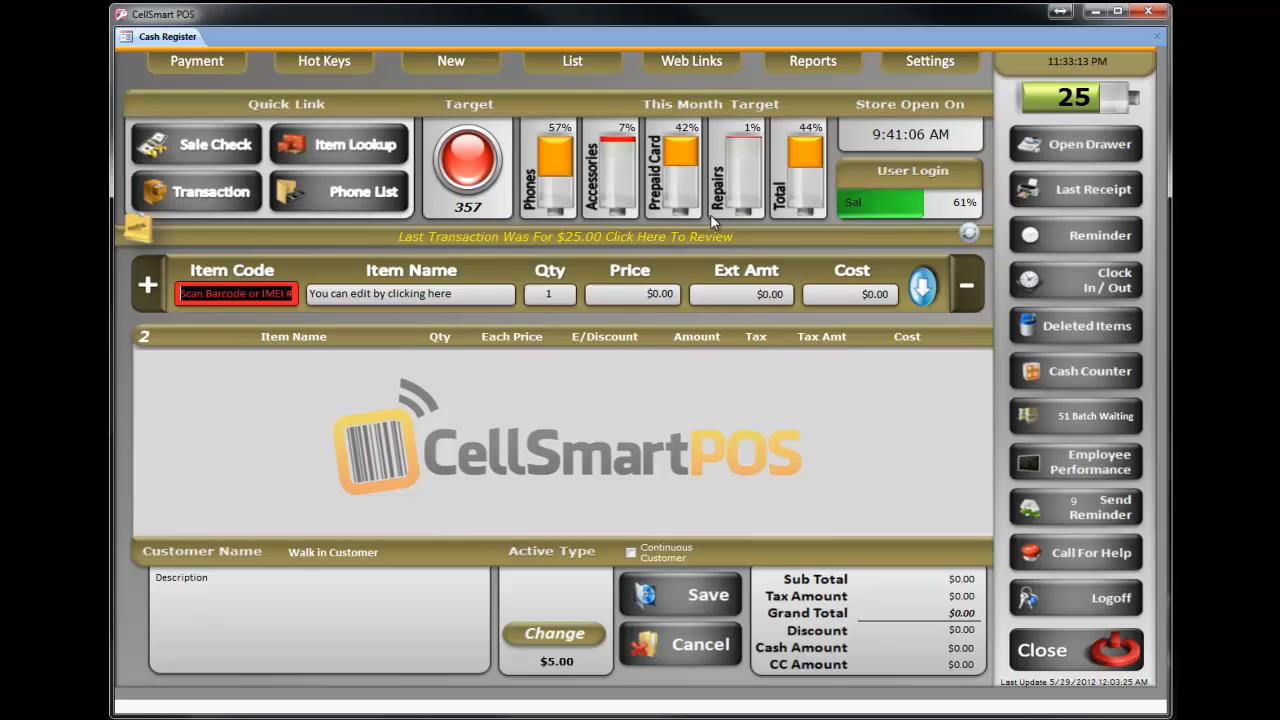 CellSmart POS
Cash Register
Payment
Hot Keys
New
List
Web Links
Reports
Settings
11:33:13 PM
Quick Link
Target
This Month Target
Store Open On
25
Sale Check
Item Lookup
Transaction
Phone List
357
Phones
57%
Accessories
7%
Prepaid Card
42%
Repairs
1%
Total
44%
9:41:06 AM
User Login
Sal
61%
Open Drawer
Last Receipt
Reminder
Clock
In / Out
Deleted Items
Cash Counter
51 Batch Waiting
Employee
Performance
9 Send
Reminder
Call For Help
Logoff
Close
Last Update 5/29/2012 12:03:25 AM
notes
Last Transaction Was For $25.00 Click Here To Review
+
Item Code
Item Name
Qty
Price
Ext Amt
Cost
-
Scan Barcode or IMEI #
You can edit by clicking here
1
$0.00
$0.00
$0.00
2
Item Name
Qty
Each Price
E/Discount
Amount
Tax
Tax Amt
Cost
CellSmartPOS
Customer Name
Walk in Customer
Active Type
Continuous
Customer
Description
Change
$5.00
Save
Cancel
Sub Total $0.00
Tax Amount $0.00
Grand Total $0.00
Discount $0.00
Cash Amount $0.00
CC Amount $0.00